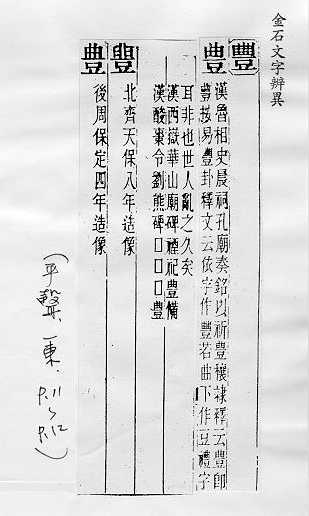 金石文字辨異
豐
豊漢魯相史晨祠孔廟奏銘以祈豊穰隷釋云豊即
豐按易豐卦釋文云依字作豐若曲下作豆禮字
耳非也世人亂之久矣
漢西嶽華山廟碑禋祀豊備
漢酸棗令劉熊碑□□□豊
北齊天保八年造像
豊後周保定四年造像
(平聲一東、P.11
~
P.12)